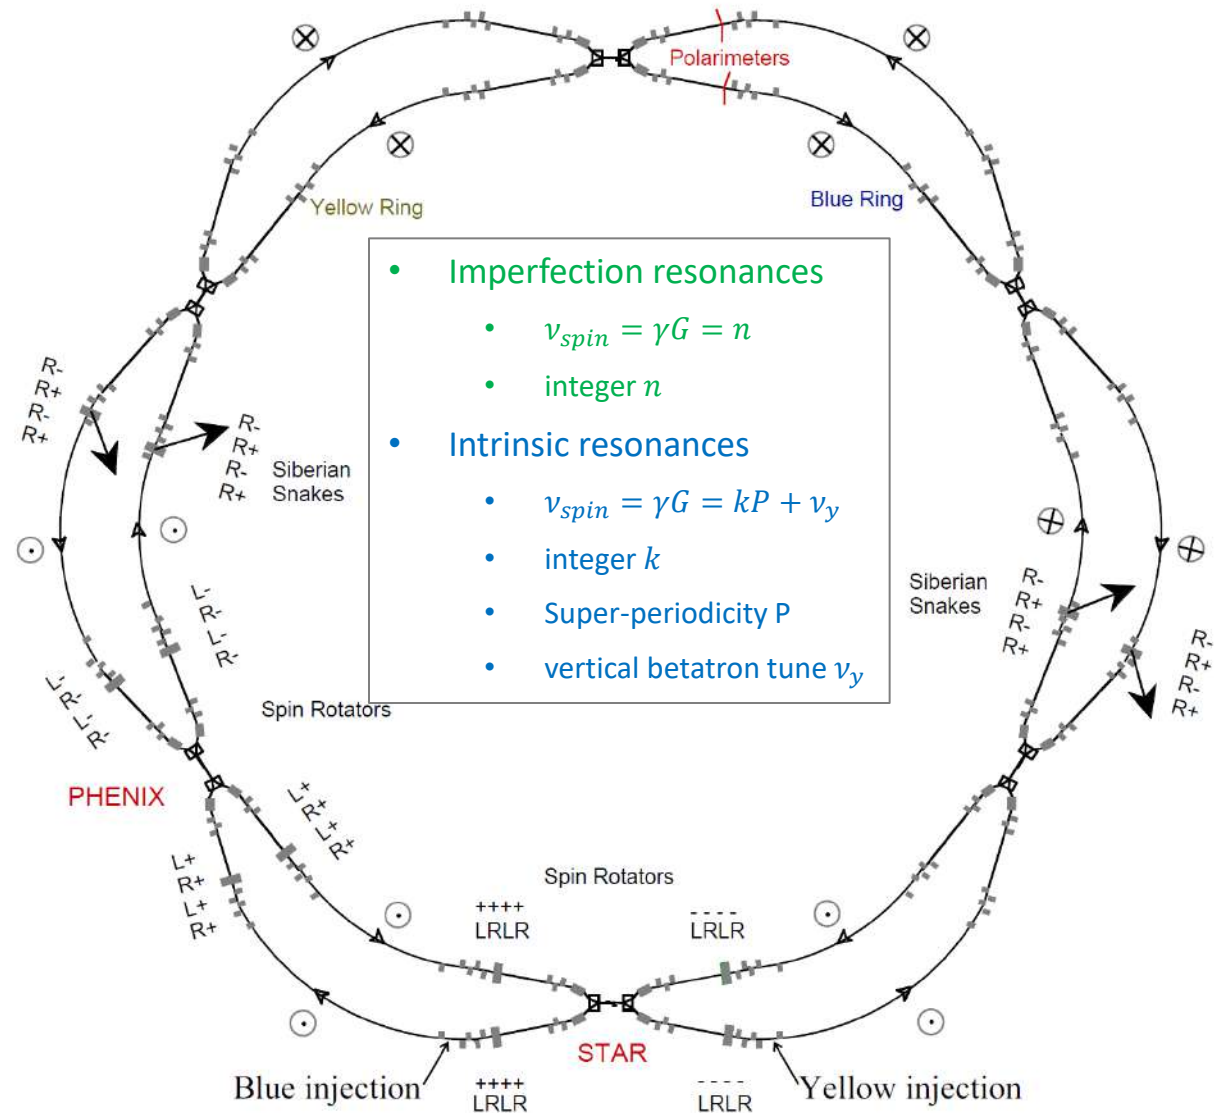 Polarimeters
Yellow Ring
Blue Ring
• Imperfection resonances
• ν_spin = γG = n
• integer n
• Intrinsic resonances
• ν_spin = γG = kP + ν_y
• integer k
• Super-periodicity P
• vertical betatron tune ν_y
R-
R+
R-
R+
R-
R+
R-
R+
Siberian
Snakes
Siberian
Snakes
R-
R+
R-
R+
R-
R+
R-
R+
L-
R-
L-
R-
L-
R-
L-
R-
Spin Rotators
PHENIX
L+
R+
L+
R+
L+
R+
L+
R+
Spin Rotators
++++
LRLR
- - - -
LRLR
STAR
Blue injection
++++
LRLR
- - - -
LRLR
Yellow injection